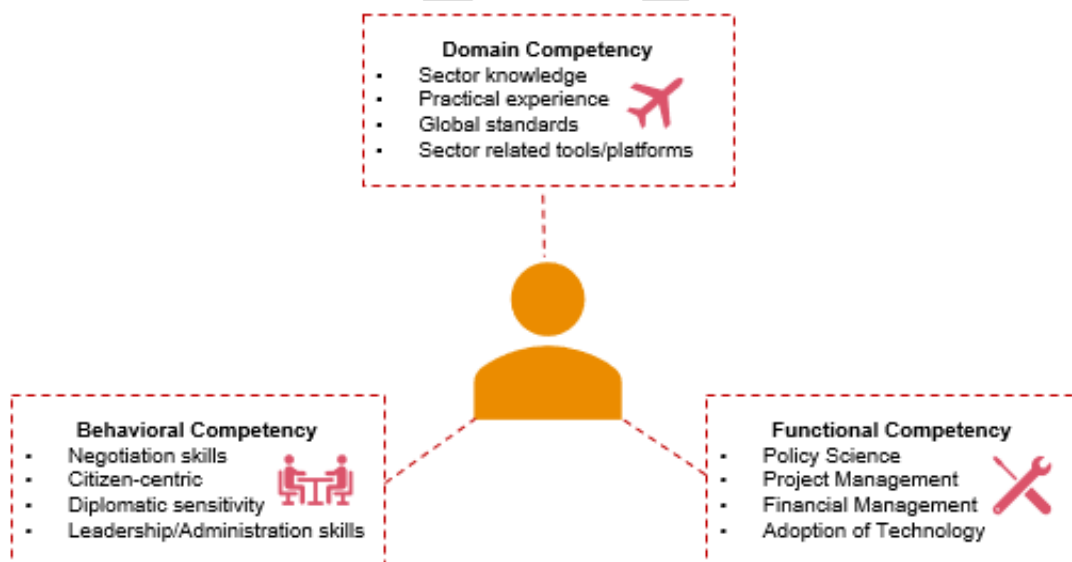 Domain Competency
▪ Sector knowledge
▪ Practical experience
▪ Global standards
▪ Sector related tools/platforms
Behavioral Competency
▪ Negotiation skills
▪ Citizen-centric
▪ Diplomatic sensitivity
▪ Leadership/Administration skills
Functional Competency
▪ Policy Science
▪ Project Management
▪ Financial Management
▪ Adoption of Technology